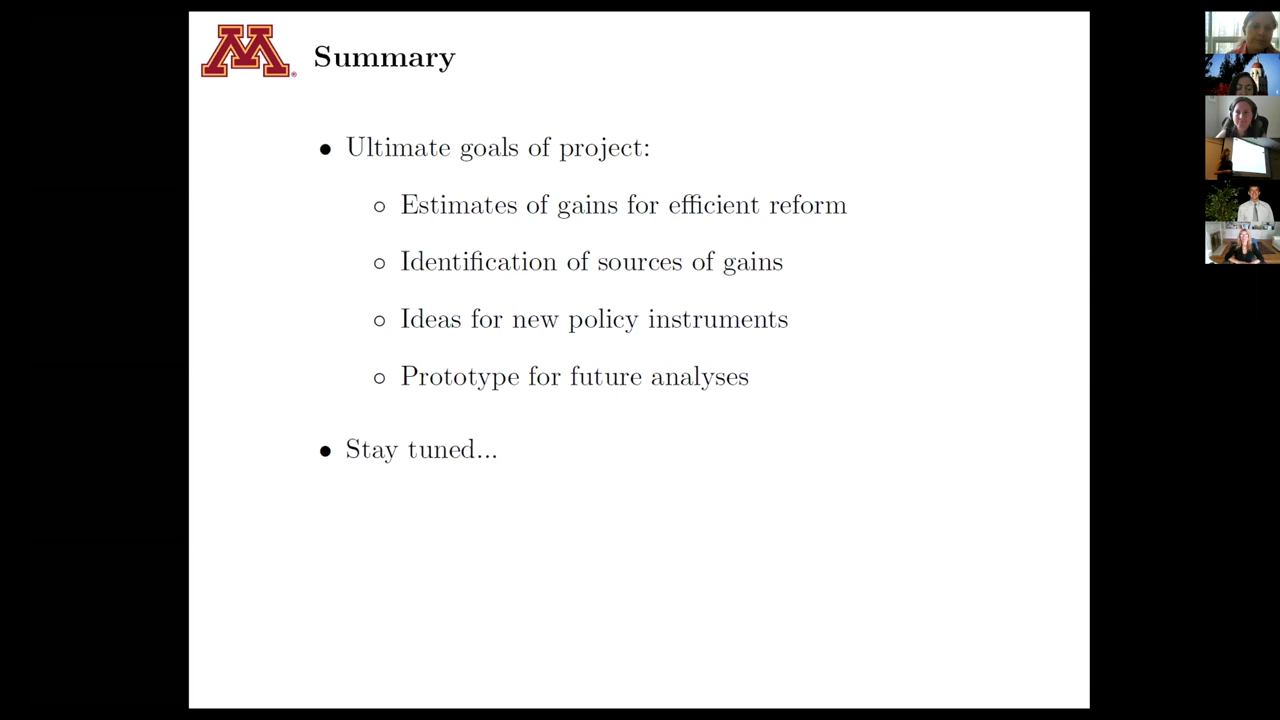 M
Summary
• Ultimate goals of project:
◦ Estimates of gains for efficient reform
◦ Identification of sources of gains
◦ Ideas for new policy instruments
◦ Prototype for future analyses
• Stay tuned...